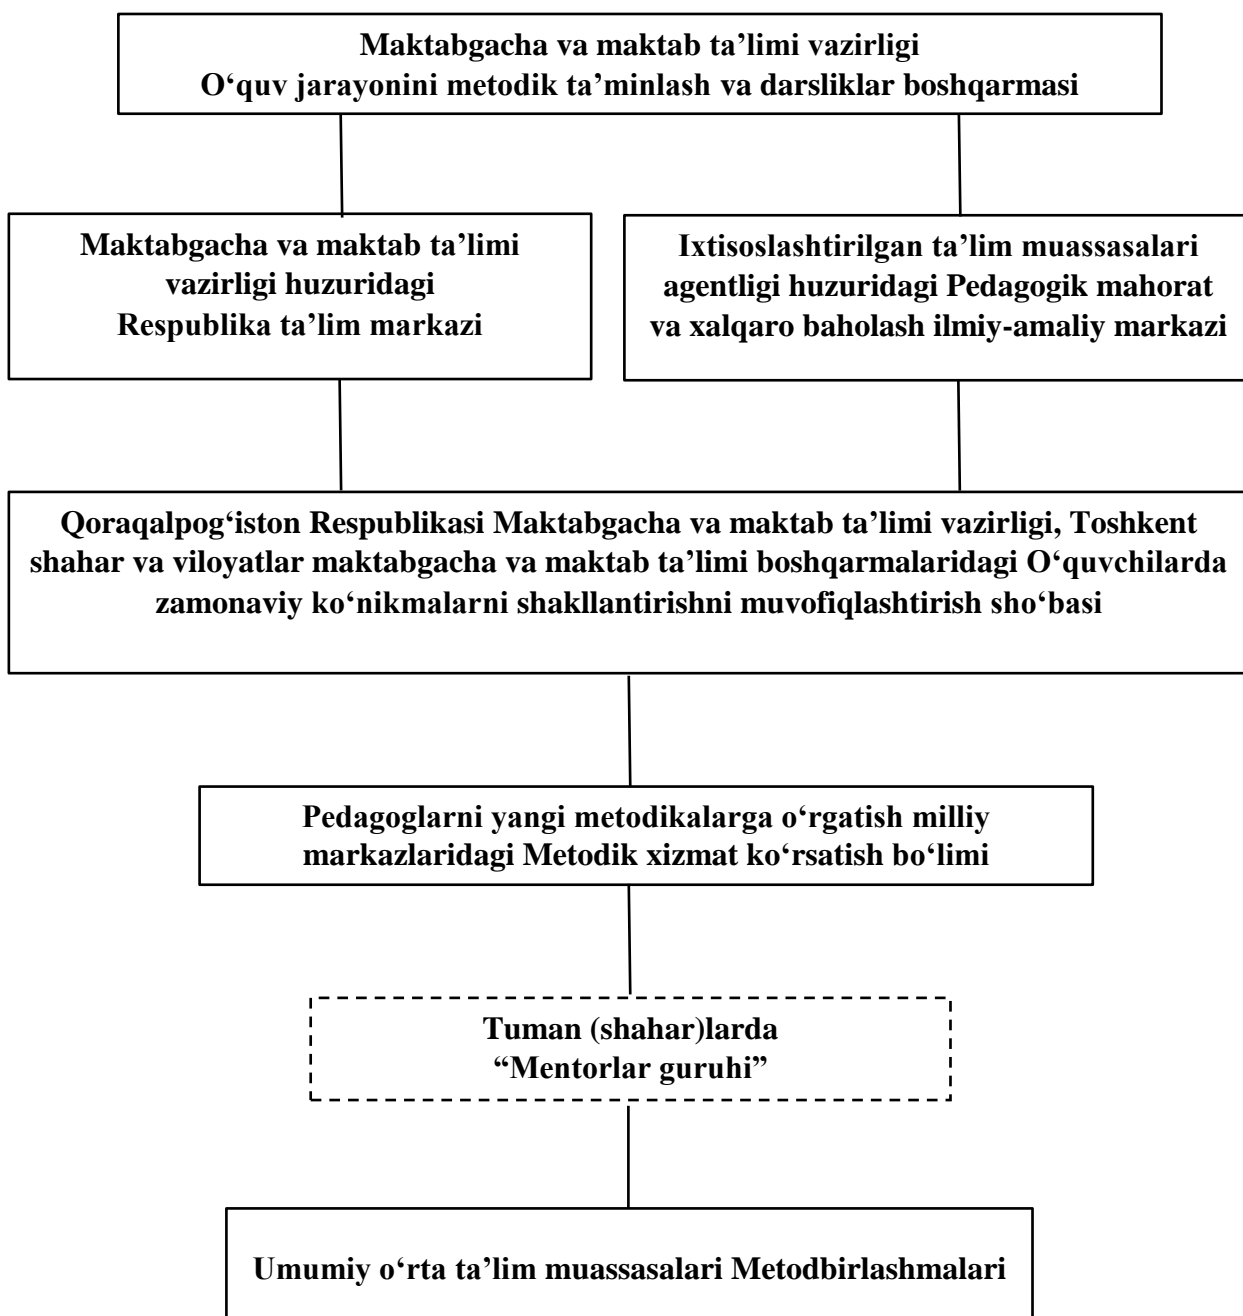 Maktabgacha va maktab ta’limi vazirligi
O‘quv jarayonini metodik ta’minlash va darsliklar boshqarmasi
Maktabgacha va maktab ta’limi
vazirligi huzuridagi
Respublika ta’lim markazi
Ixtisoslashtirilgan ta’lim muassasalari
agentligi huzuridagi Pedagogik mahorat
va xalqaro baholash ilmiy-amaliy markazi
Qoraqalpog‘iston Respublikasi Maktabgacha va maktab ta’limi vazirligi, Toshkent
shahar va viloyatlar maktabgacha va maktab ta’limi boshqarmalaridagi O‘quvchilarda
zamonaviy ko‘nikmalarni shakllantirishni muvofiqlashtirish sho‘basi
Pedagoglarni yangi metodikalarga o‘rgatish milliy
markazlaridagi Metodik xizmat ko‘rsatish bo‘limi
Tuman (shahar)larda
“Mentorlar guruhi”
Umumiy o‘rta ta’lim muassasalari Metodbirlashmalari